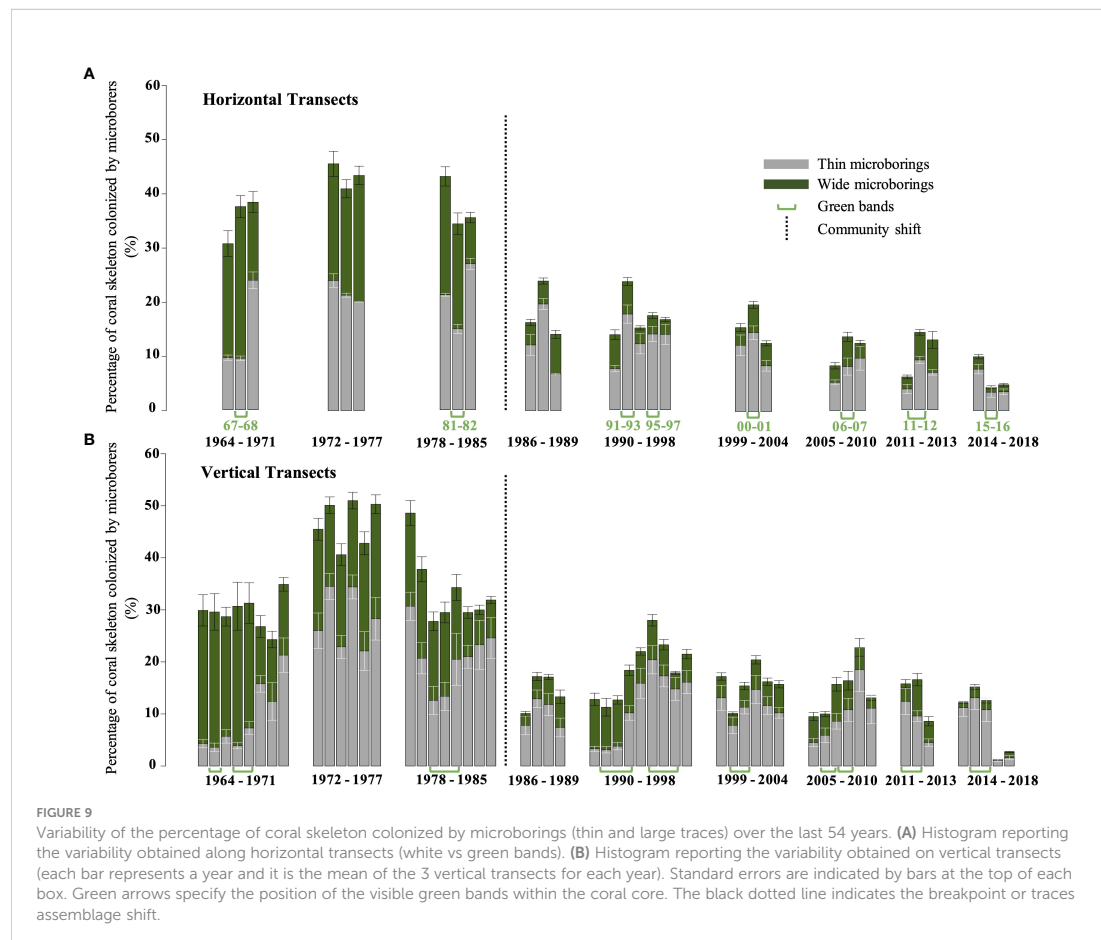 A
Percentage of coral skeleton colonized by microborers
(%)
60
50
40
30
20
10
0
Horizontal Transects
Thin microborings
Wide microborings
Green bands
Community shift
67-68
81-82
91-93
95-97
00-01
06-07
11-12
15-16
1964 - 1971
1972 - 1977
1978 - 1985
1986 - 1989
1990 - 1998
1999 - 2004
2005 - 2010
2011 - 2013
2014 - 2018
B
Percentage of coral skeleton colonized by microborers
(%)
60
50
40
30
20
10
0
Vertical Transects
1964 - 1971
1972 - 1977
1978 - 1985
1986 - 1989
1990 - 1998
1999 - 2004
2005 - 2010
2011 - 2013
2014 - 2018
FIGURE 9
Variability of the percentage of coral skeleton colonized by microborings (thin and large traces) over the last 54 years. (A) Histogram reporting
the variability obtained along horizontal transects (white vs green bands). (B) Histogram reporting the variability obtained on vertical transects
(each bar represents a year and it is the mean of the 3 vertical transects for each year). Standard errors are indicated by bars at the top of each
box. Green arrows specify the position of the visible green bands within the coral core. The black dotted line indicates the breakpoint or traces
assemblage shift.